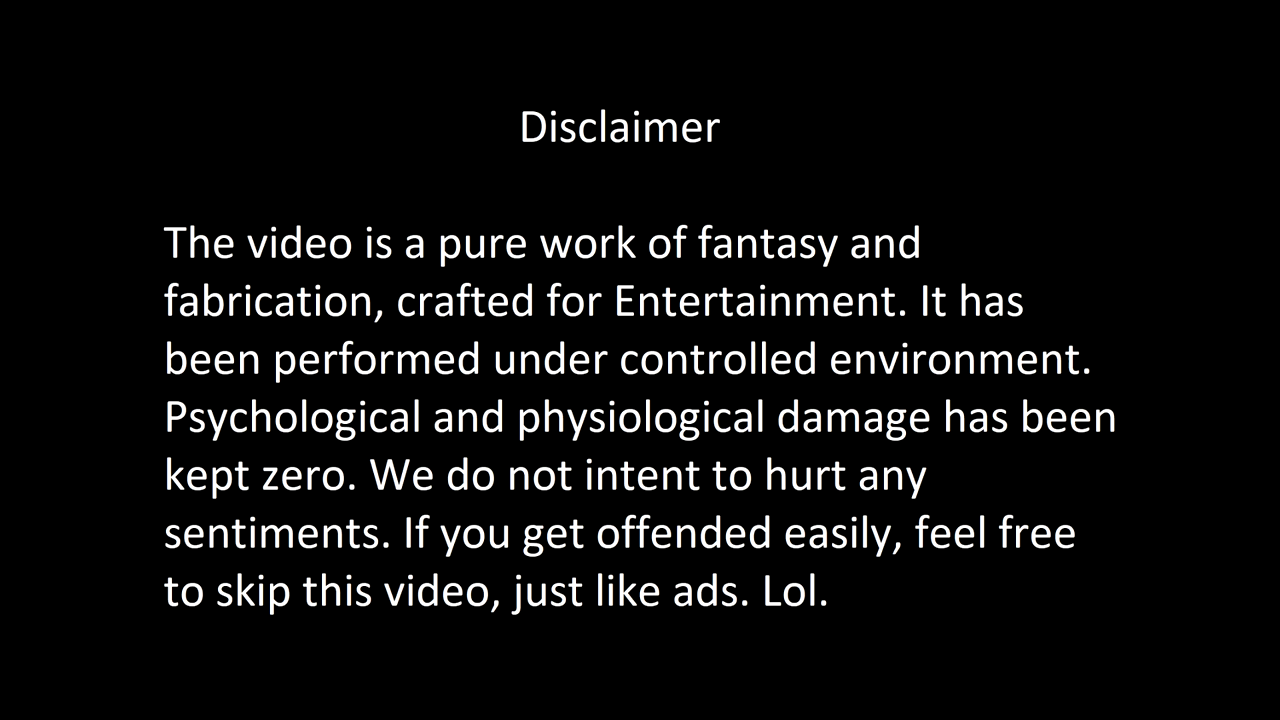 Disclaimer
The video is a pure work of fantasy and
fabrication, crafted for Entertainment. It has
been performed under controlled environment.
Psychological and physiological damage has been
kept zero. We do not intent to hurt any
sentiments. If you get offended easily, feel free
to skip this video, just like ads. Lol.